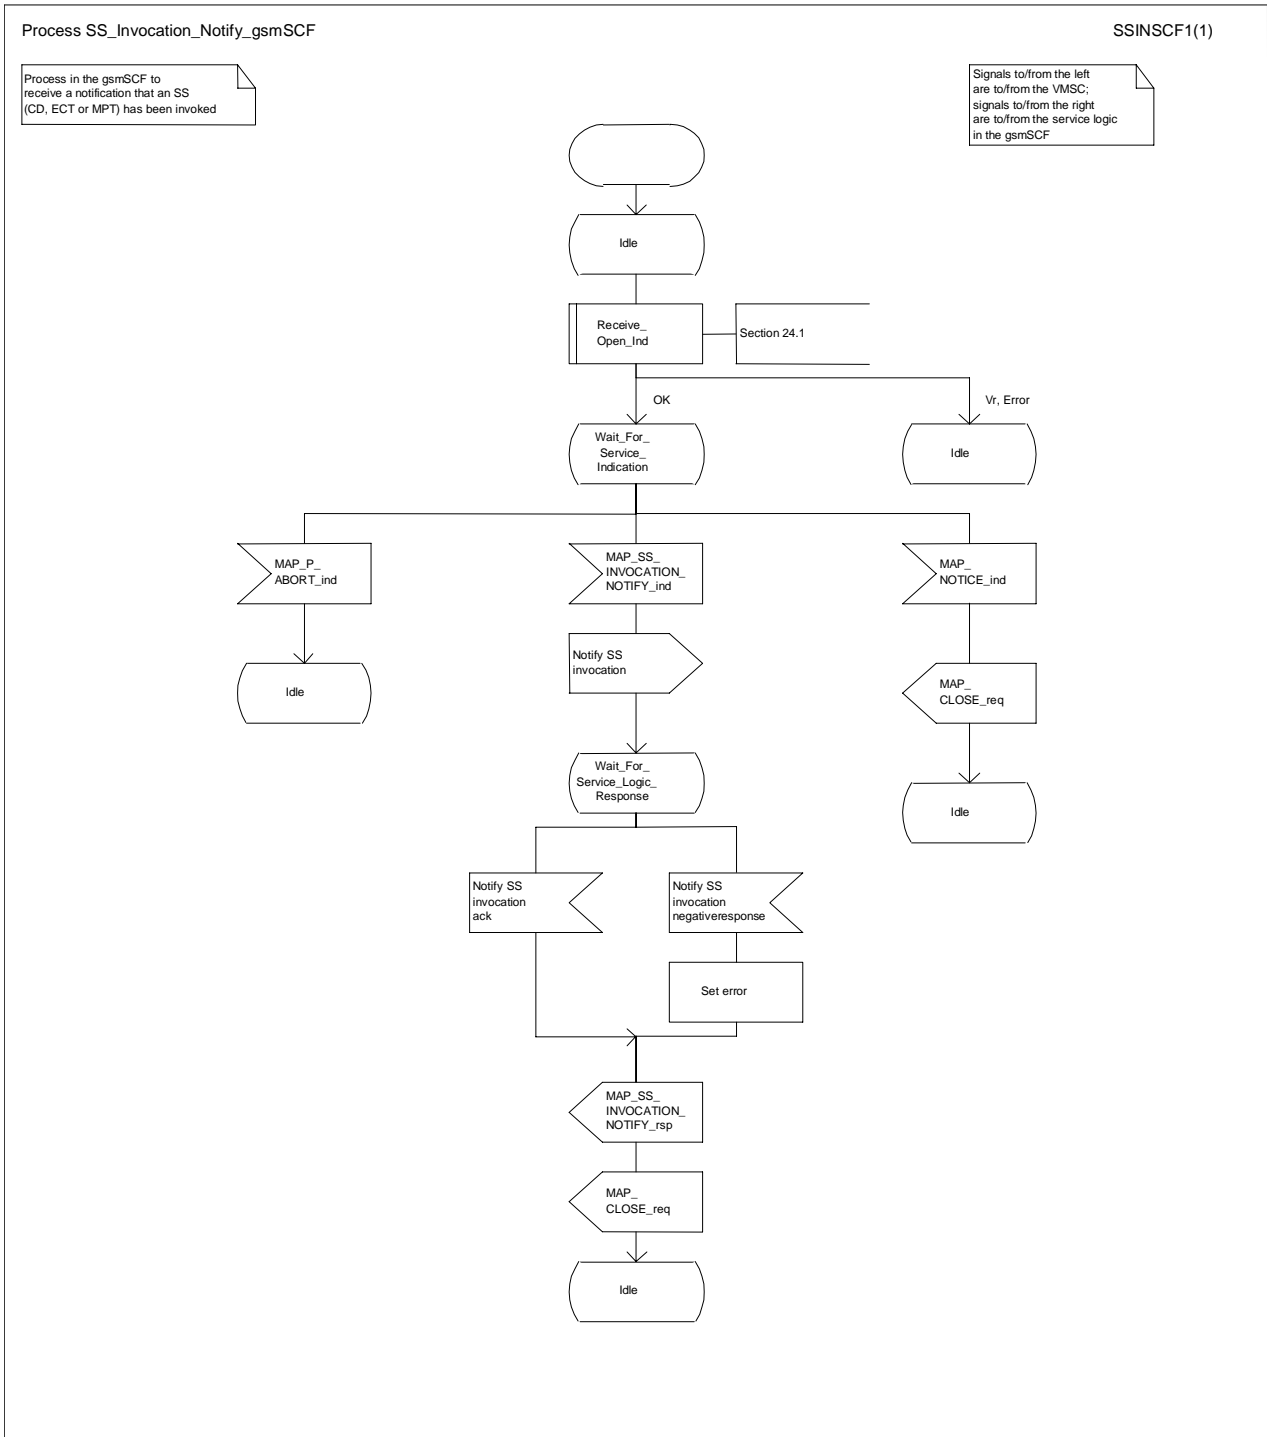 Process SS_Invocation_Notify_gsmSCF
SSINSCF1(1)
Process in the gsmSCF to
receive a notification that an SS
(CD, ECT or MPT) has been invoked
Signals to/from the left
are to/from the VMSC;
signals to/from the right
are to/from the service logic
in the gsmSCF
Idle
Receive_
Open_Ind
Section 24.1
OK
Vr, Error
Wait_For_
Service_
Indication
Idle
MAP_P_
ABORT_ind
MAP_SS_
INVOCATION_
NOTIFY_ind
MAP_
NOTICE_ind
Notify SS
invocation
Idle
MAP_
CLOSE_req
Wait_For_
Service_Logic_
Response
Idle
Notify SS
invocation
ack
Notify SS
invocation
negativeresponse
Set error
MAP_SS_
INVOCATION_
NOTIFY_rsp
MAP_
CLOSE_req
Idle